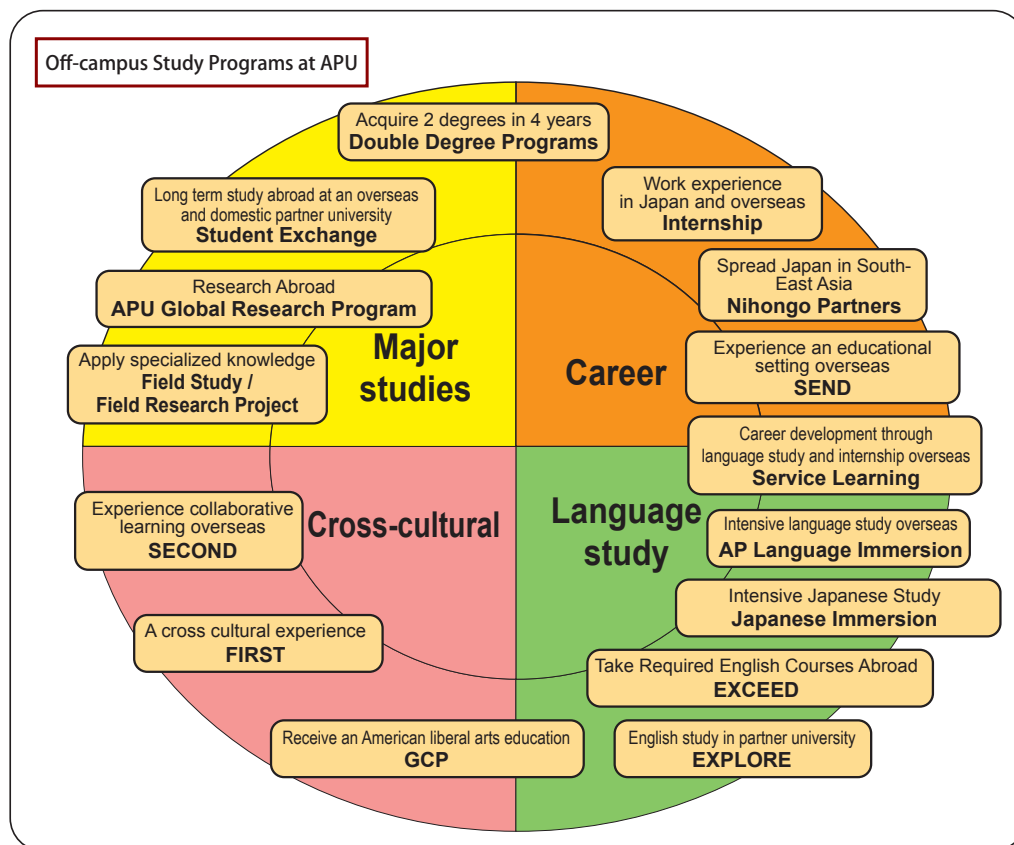 Off-campus Study Programs at APU
Acquire 2 degrees in 4 years
Double Degree Programs
Long term study abroad at an overseas
and domestic partner university
Student Exchange
Research Abroad
APU Global Research Program
Apply specialized knowledge
Field Study /
Field Research Project
Major
studies
Work experience
in Japan and overseas
Internship
Spread Japan in South-
East Asia
Nihongo Partners
Experience an educational
setting overseas
SEND
Career
Career development through
language study and internship overseas
Service Learning
Experience collaborative
learning overseas
SECOND
Cross-cultural
A cross cultural experience
FIRST
Receive an American liberal arts education
GCP
Language
study
Intensive language study overseas
AP Language Immersion
Intensive Japanese Study
Japanese Immersion
Take Required English Courses Abroad
EXCEED
English study in partner university
EXPLORE